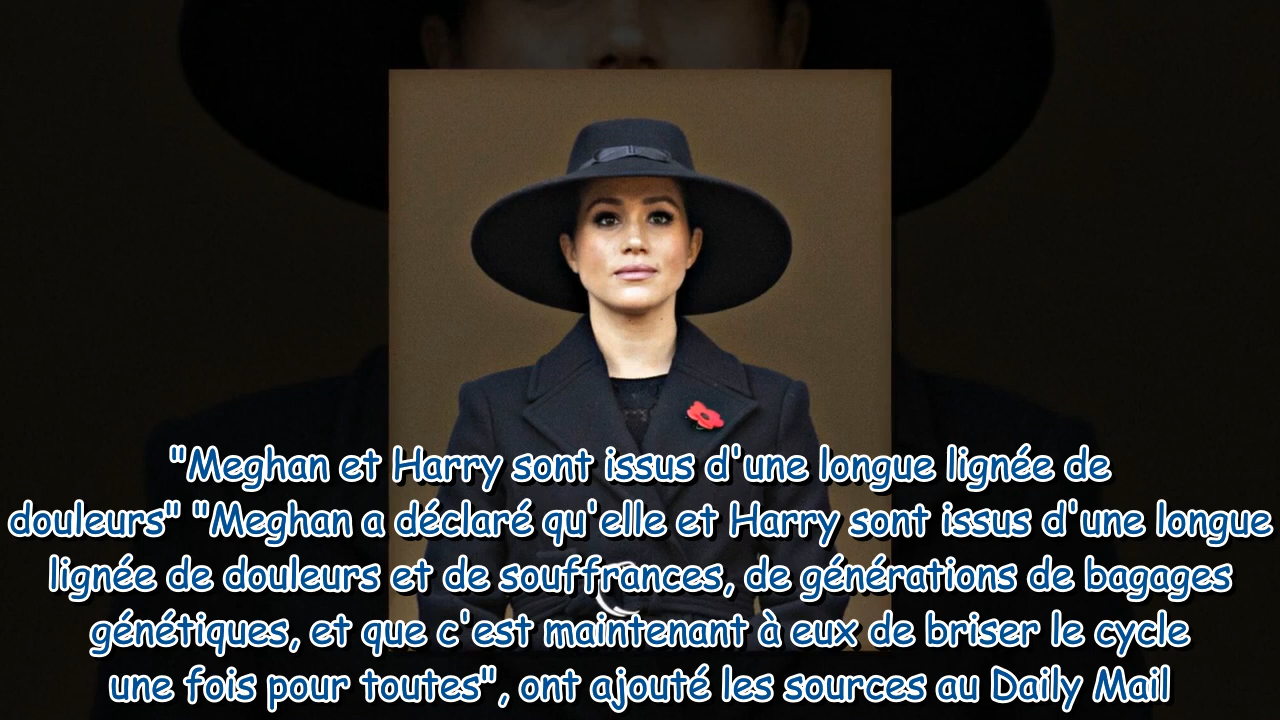 "Meghan et Harry sont issus d'une longue lignée de
douleurs" "Meghan a déclaré qu'elle et Harry sont issus d'une longue
lignée de douleurs et de souffrances, de générations de bagages
génétiques, et que c'est maintenant à eux de briser le cycle
une fois pour toutes", ont ajouté les sources au Daily Mail